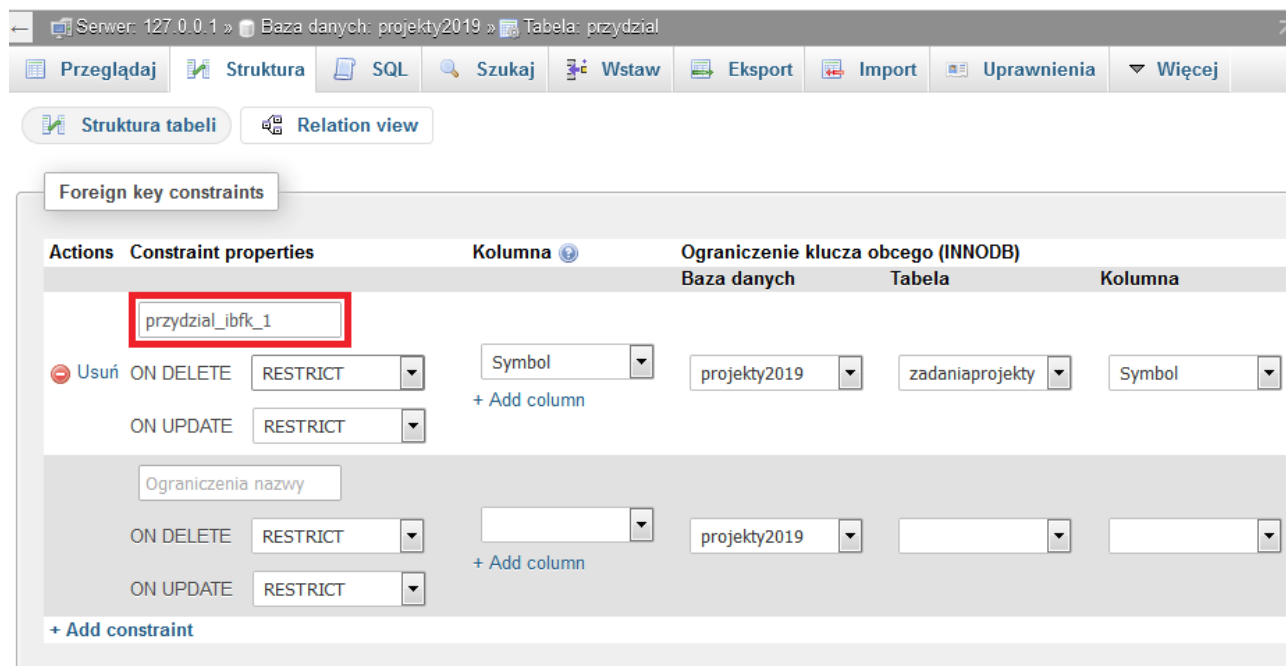 ← Serwer: 127.0.0.1 » Baza danych: projekty2019 » Tabela: przydzial
Przeglądaj Struktura SQL Szukaj Wstaw Eksport Import Uprawnienia Więcej
Struktura tabeli Relation view
Foreign key constraints
Actions Constraint properties Kolumna Ograniczenie klucza obcego (INNODB)
Baza danych Tabela Kolumna
przydzial_ibfk_1
Usuń ON DELETE RESTRICT Symbol projekty2019 zadaniaprojekty Symbol
+ Add column
ON UPDATE RESTRICT
Ograniczenia nazwy
ON DELETE RESTRICT projekty2019
+ Add column
ON UPDATE RESTRICT
+ Add constraint